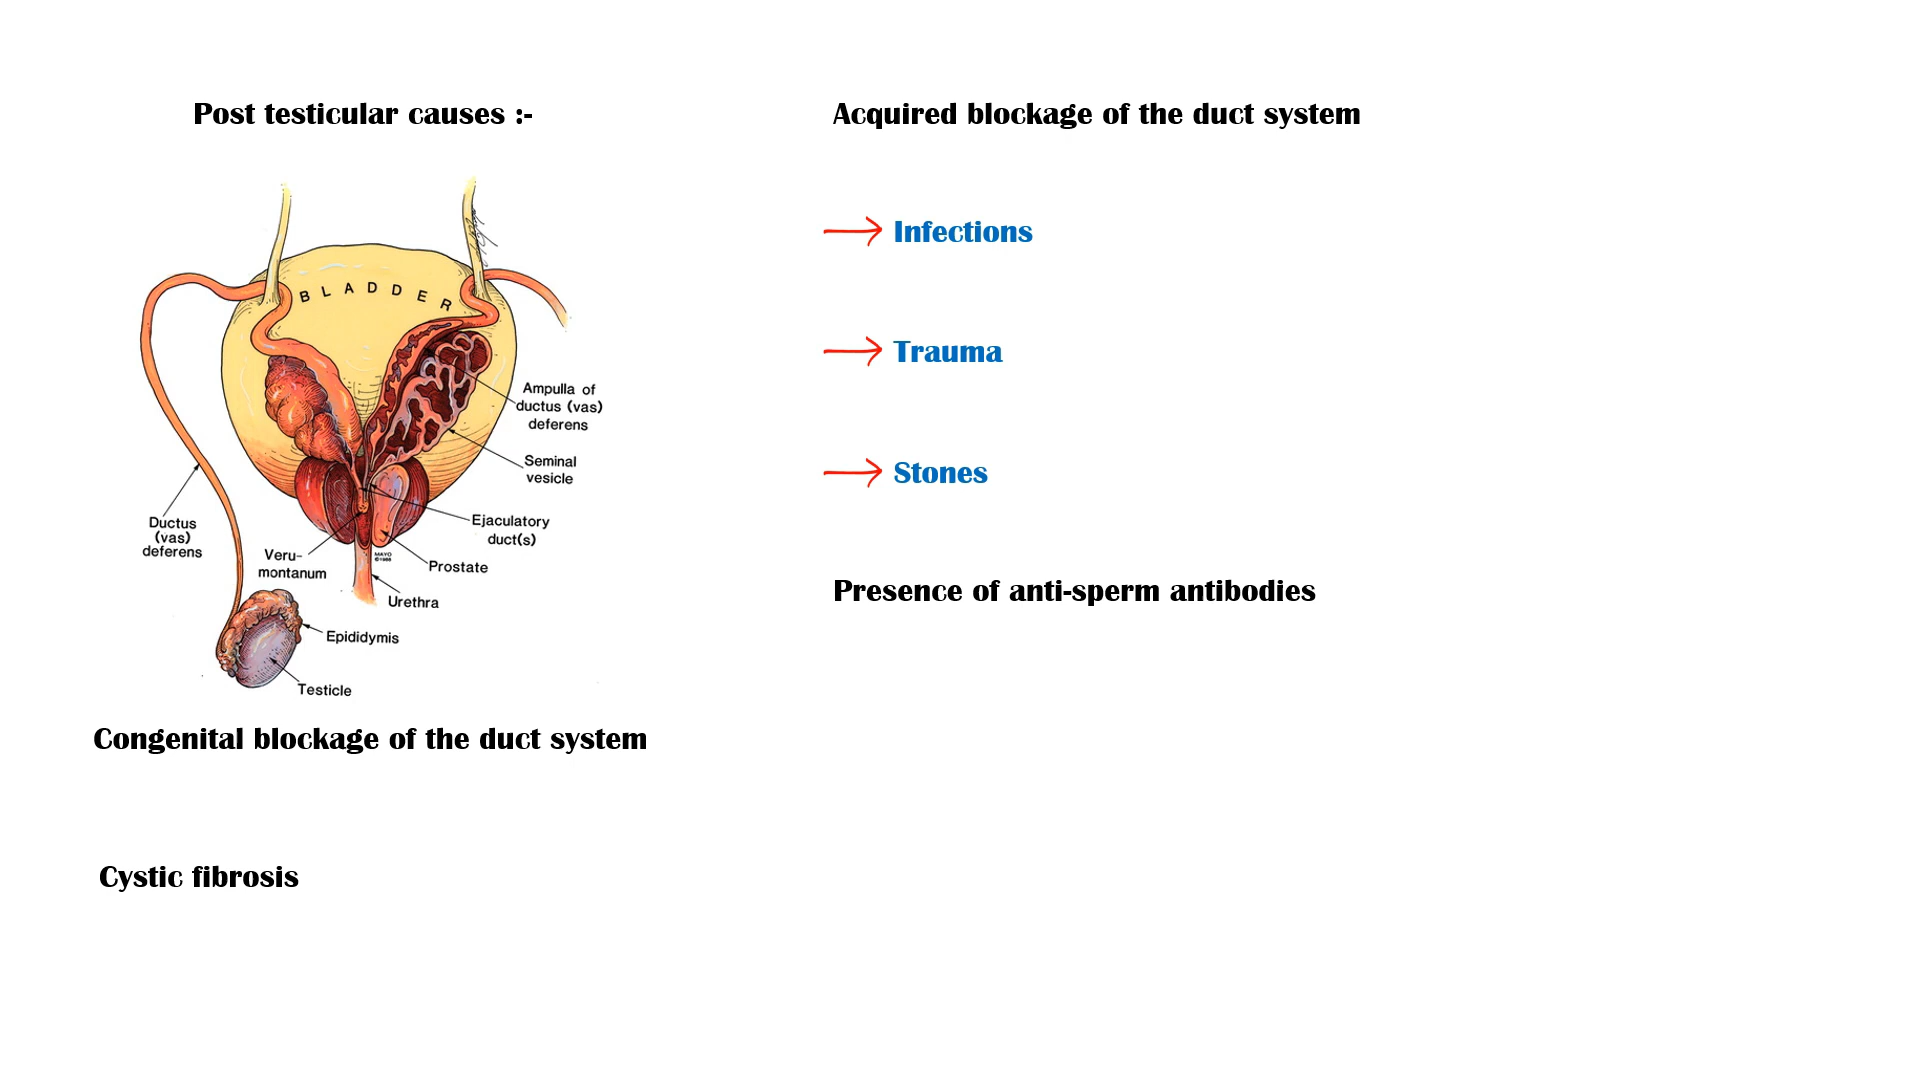 Post testicular causes :-
BLADDER
Ampulla of
ductus (vas)
deferens
Seminal
vesicle
Ejaculatory
duct(s)
Ductus
(vas)
deferens
Veru-
montanum
MAYO
©1988
Prostate
Urethra
Epididymis
Testicle
Congenital blockage of the duct system
Cystic fibrosis
Acquired blockage of the duct system
Infections
Trauma
Stones
Presence of anti-sperm antibodies